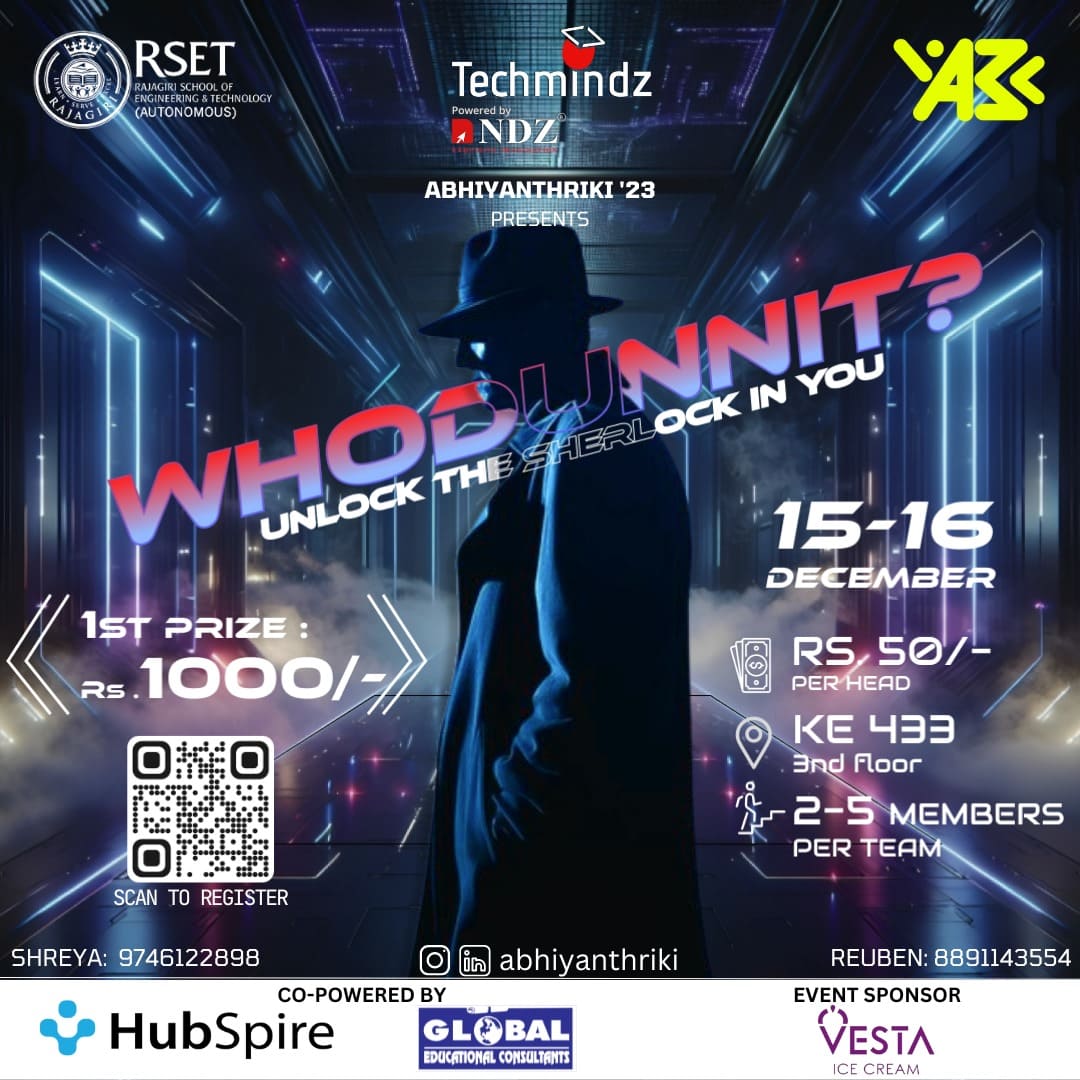 RSET
RAJAGIRI SCHOOL OF
ENGINEERING & TECHNOLOGY
(AUTONOMOUS)
RAJAGIRI
Techmindz
Powered by
NDZ®
ABHIYANTHRIKI '23
PRESENTS
WHODUNNIT?
UNLOCK THE SHERLOCK IN YOU
15-16
DECEMBER
1ST PRIZE :
Rs . 1000/-
RS. 50/-
PER HEAD
KE 433
3nd floor
2-5 MEMBERS
PER TEAM
SCAN TO REGISTER
SHREYA: 9746122898
abhiyanthriki
REUBEN: 8891143554
CO-POWERED BY
EVENT SPONSOR
HubSpire
GLOBAL
EDUCATIONAL CONSULTANTS
VESTA
ICE CREAM